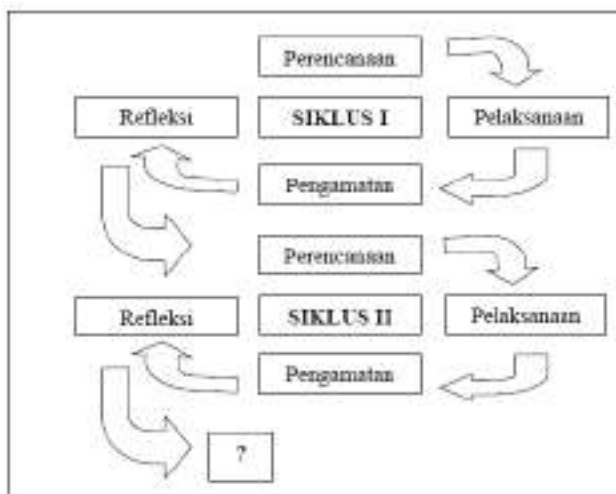 Perencanaan
Refleksi
SIKLUS I
Pelaksanaan
Pengamatan
Perencanaan
Refleksi
SIKLUS II
Pelaksanaan
Pengamatan
?